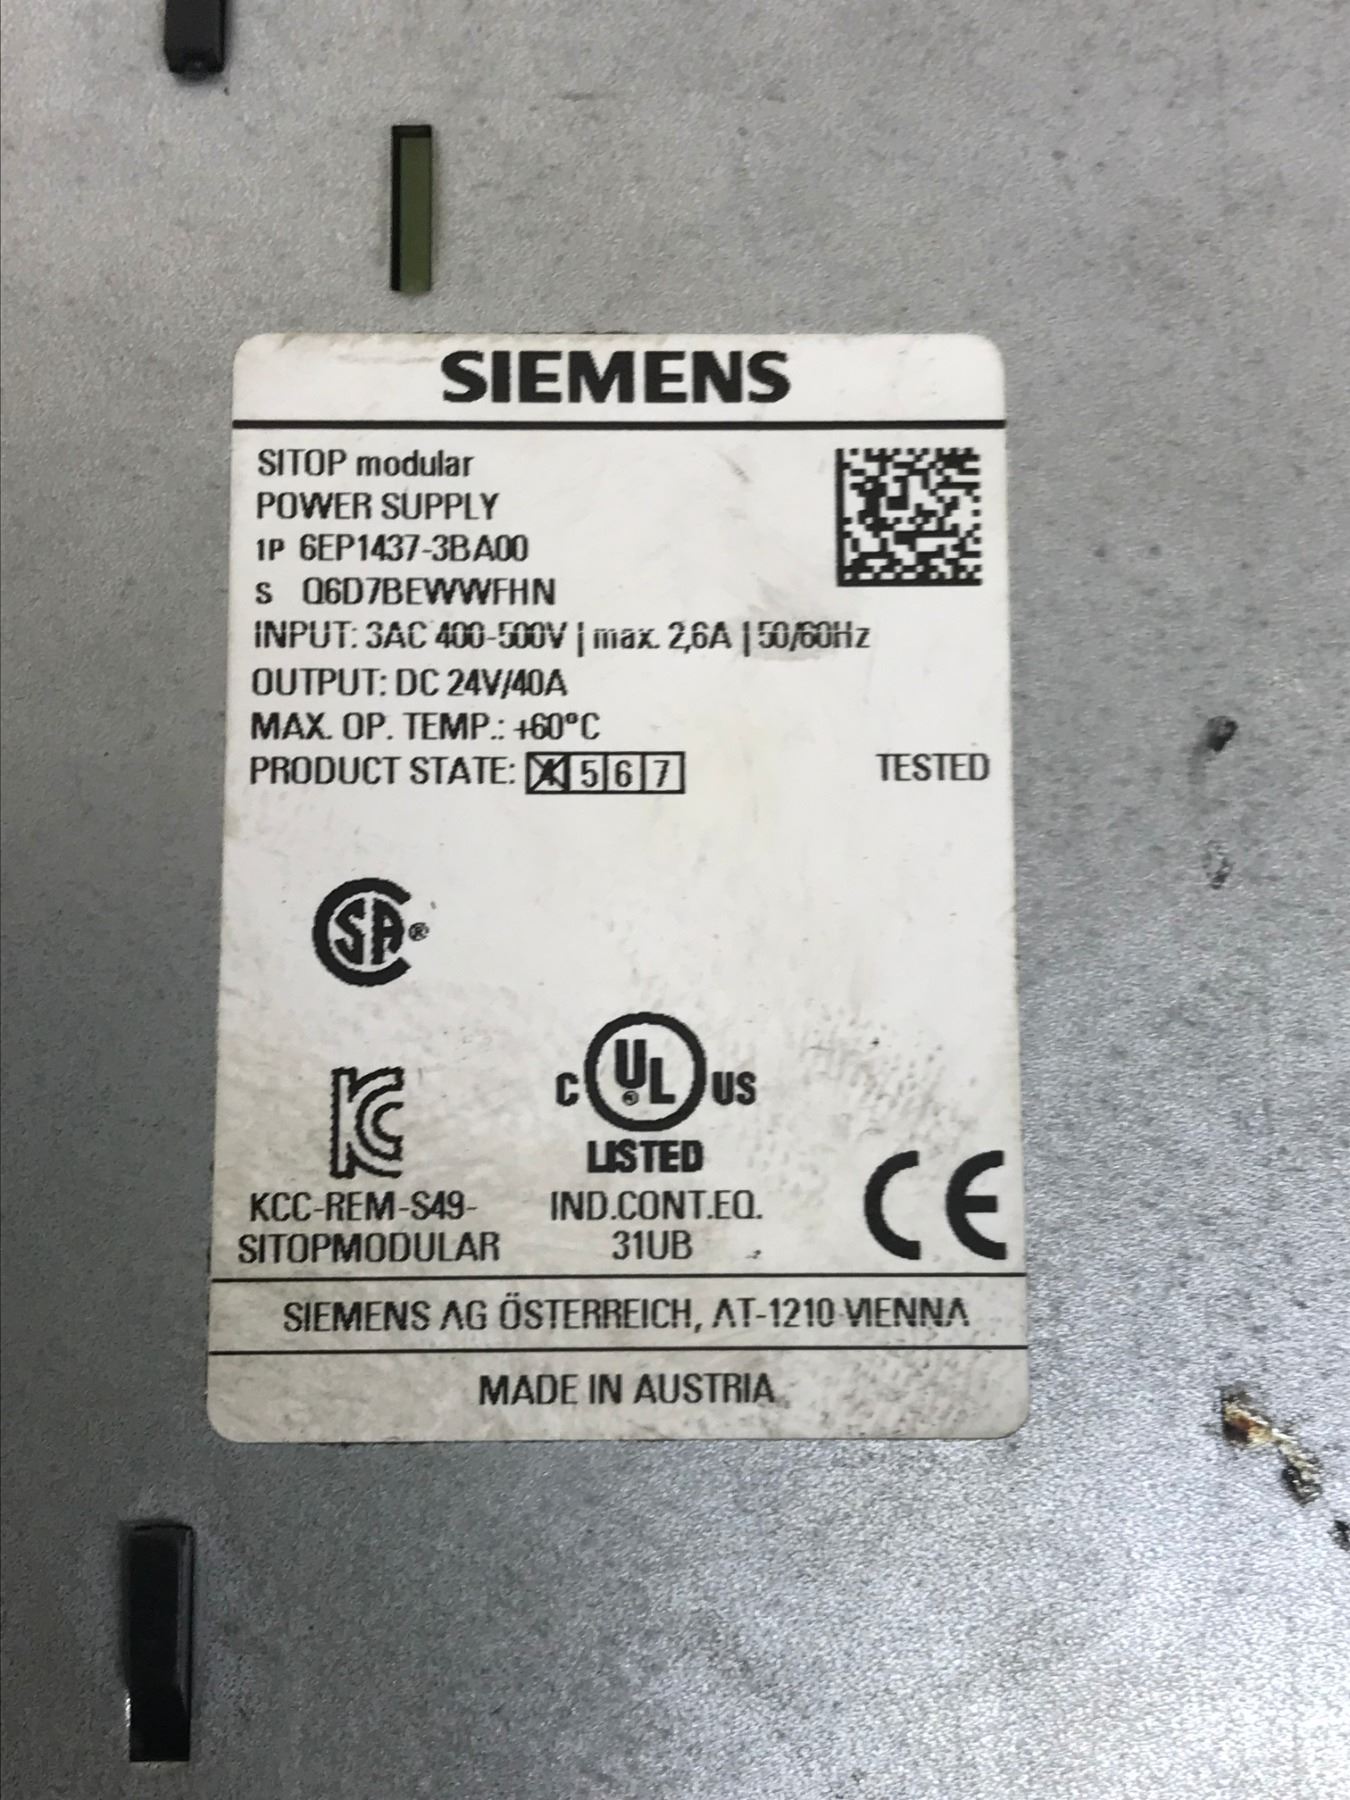 SIEMENS
SITOP modular
POWER SUPPLY
1P 6EP1437-3BA00
S Q6D7BEWWFHN
INPUT: 3AC 400-500V | max. 2,6A | 50/60Hz
OUTPUT: DC 24V/40A
MAX. OP. TEMP.: +60°C
PRODUCT STATE: 5 6 7 TESTED
SA®
C UL® US
LISTED
KC
KCC-REM-S49-
SITOPMODULAR
IND.CONT.EQ.
31UB
CE
SIEMENS AG ÖSTERREICH, AT-1210 VIENNA
MADE IN AUSTRIA